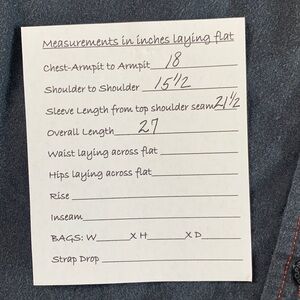 Measurements in inches laying flat
Chest-Armpit to Armpit 18
Shoulder to Shoulder 15 1/2
Sleeve Length from top shoulder seam 21 1/2
Overall Length 27
Waist laying across flat
Hips laying across flat
Rise
Inseam
BAGS: W X H X D
Strap Drop